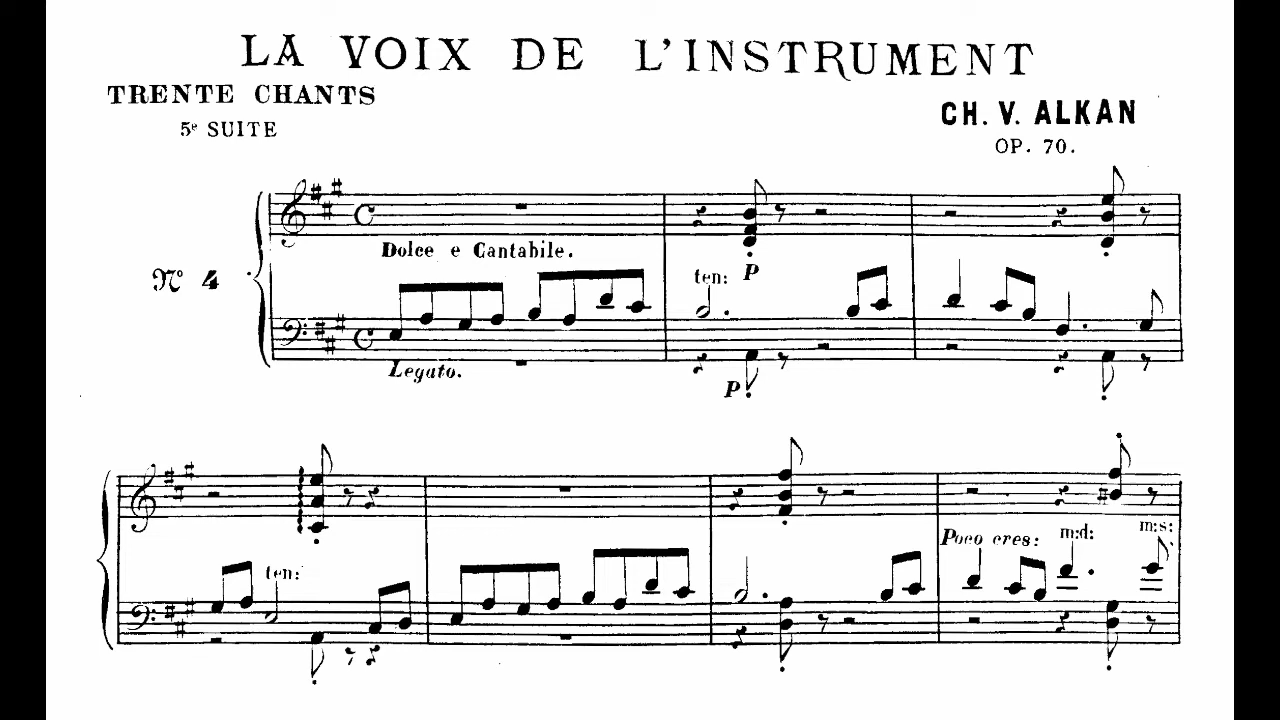 LA VOIX DE L'INSTRUMENT
TRENTE CHANTS
5e SUITE
CH. V. ALKAN
OP. 70.
Dolce e Cantabile.
No 4
ten: P
Legato.
P
ten:
Poco cres: m:d: m:s: